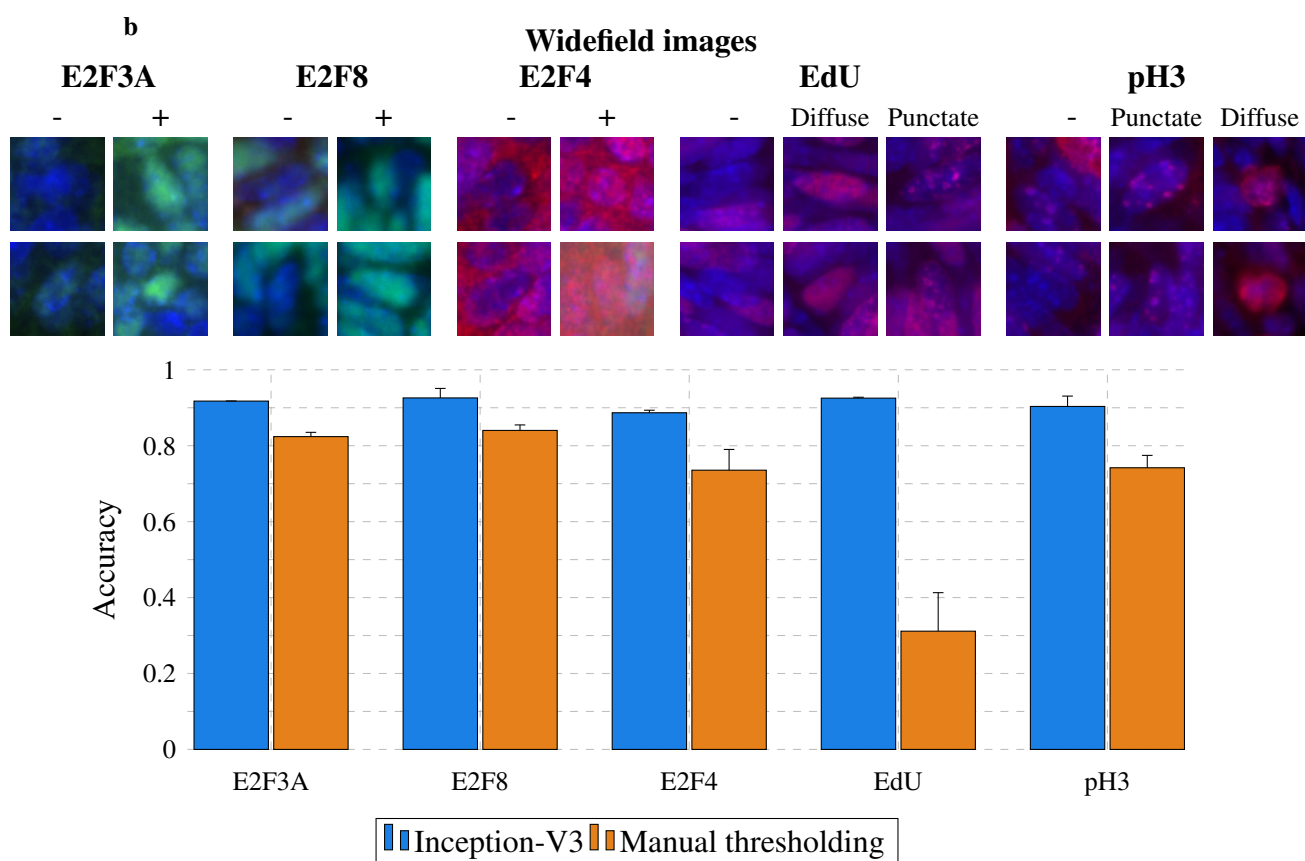 b
Widefield images
E2F3A E2F8 E2F4 EdU pH3
- + - + - + - Diffuse Punctate - Punctate Diffuse
1
0.8
0.6
0.4
0.2
0
Accuracy
E2F3A E2F8 E2F4 EdU pH3
Inception-V3 Manual thresholding